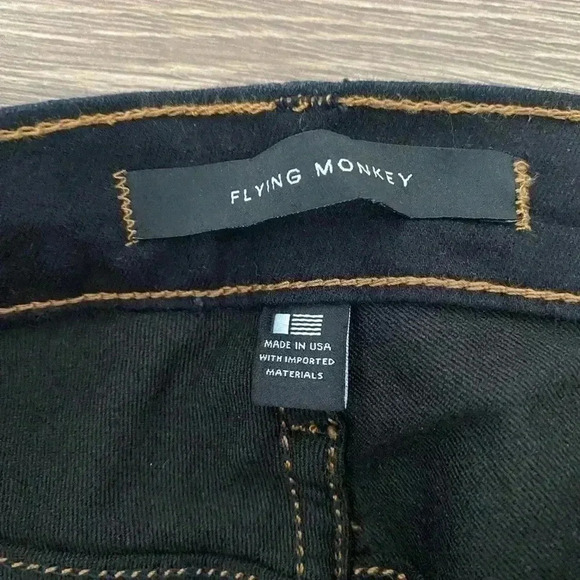 FLYING MONKEY
MADE IN USA
WITH IMPORTED
MATERIALS